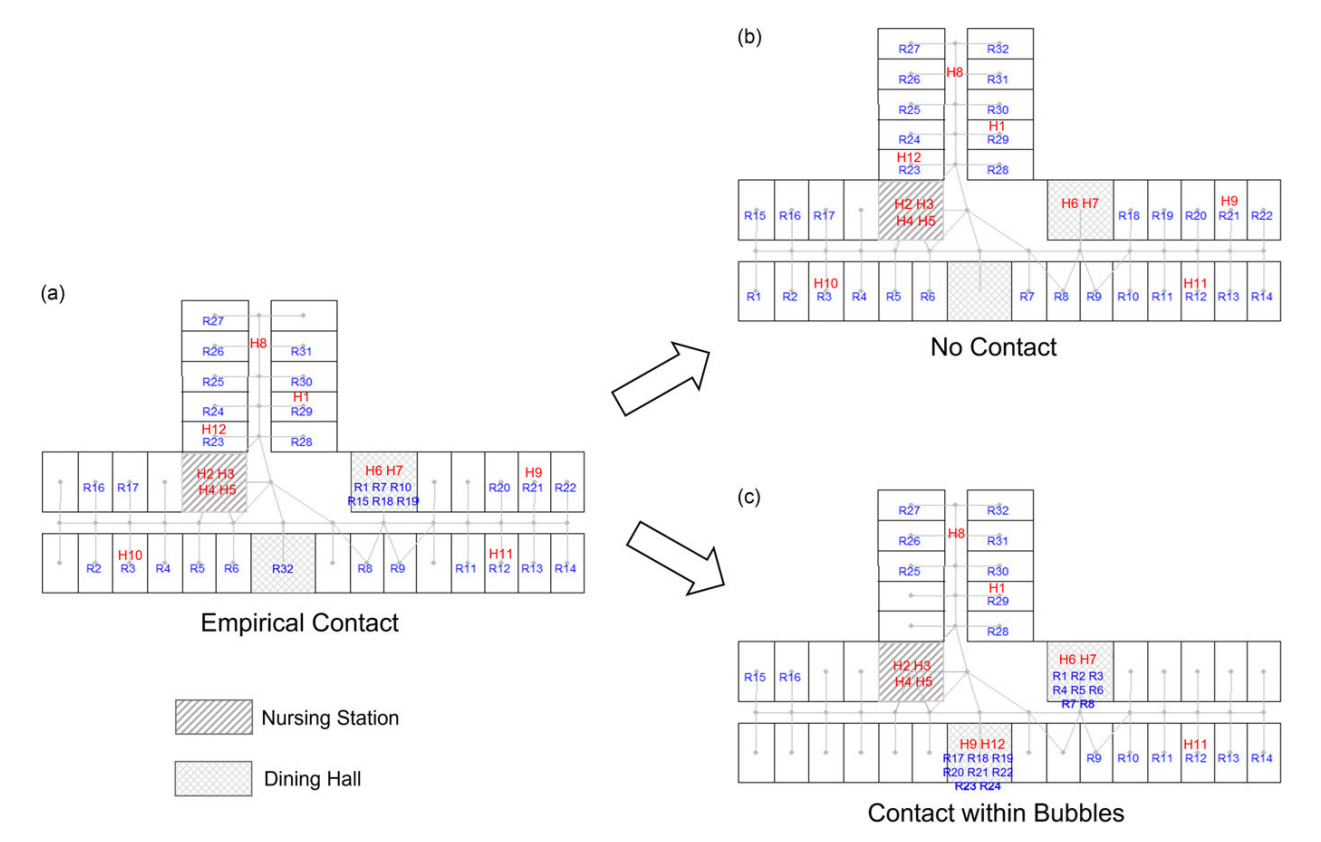 (b)
R27 R32
H8
R26 R31
R25 R30
H1
R24 R29
H12
R23 R28
H2 H3
H4 H5
H6 H7
H9
R15 R16 R17 R18 R19 R20 R21 R22
H10 H11
R1 R2 R3 R4 R5 R6 R7 R8 R9 R10 R11 R12 R13 R14
No Contact
(a)
R27
H8
R26 R31
R25 R30
H1
R24 R29
H12
R23 R28
H2 H3
H4 H5
H6 H7
R1 R7 R10
R15 R18 R19
H9
R16 R17 R20 R21 R22
H10 H11
R2 R3 R4 R5 R6 R32 R8 R9 R11 R12 R13 R14
Empirical Contact
Nursing Station
Dining Hall
(c)
R27 R32
H8
R26 R31
R25 R30
H1
R29
R28
H2 H3
H4 H5
H6 H7
R1 R2 R3
R4 R5 R6
R7 R8
R15 R16
H9 H12
R17 R18 R19
R20 R21 R22
R23 R24
H11
R9 R10 R11 R12 R13 R14
Contact within Bubbles